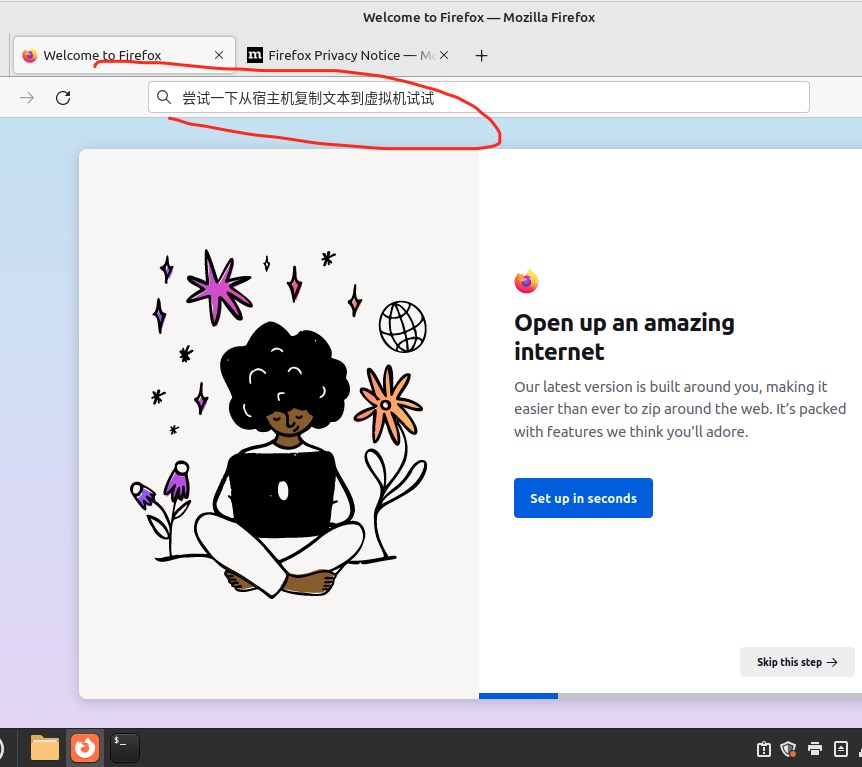 Welcome to Firefox — Mozilla Firefox
Welcome to Firefox
m Firefox Privacy Notice —
尝试一下从宿主机复制文本到虚拟机试试
Open up an amazing
internet
Our latest version is built around you, making it
easier than ever to zip around the web. It’s packed
with features we think you’ll adore.
Set up in seconds
Skip this step →
$_